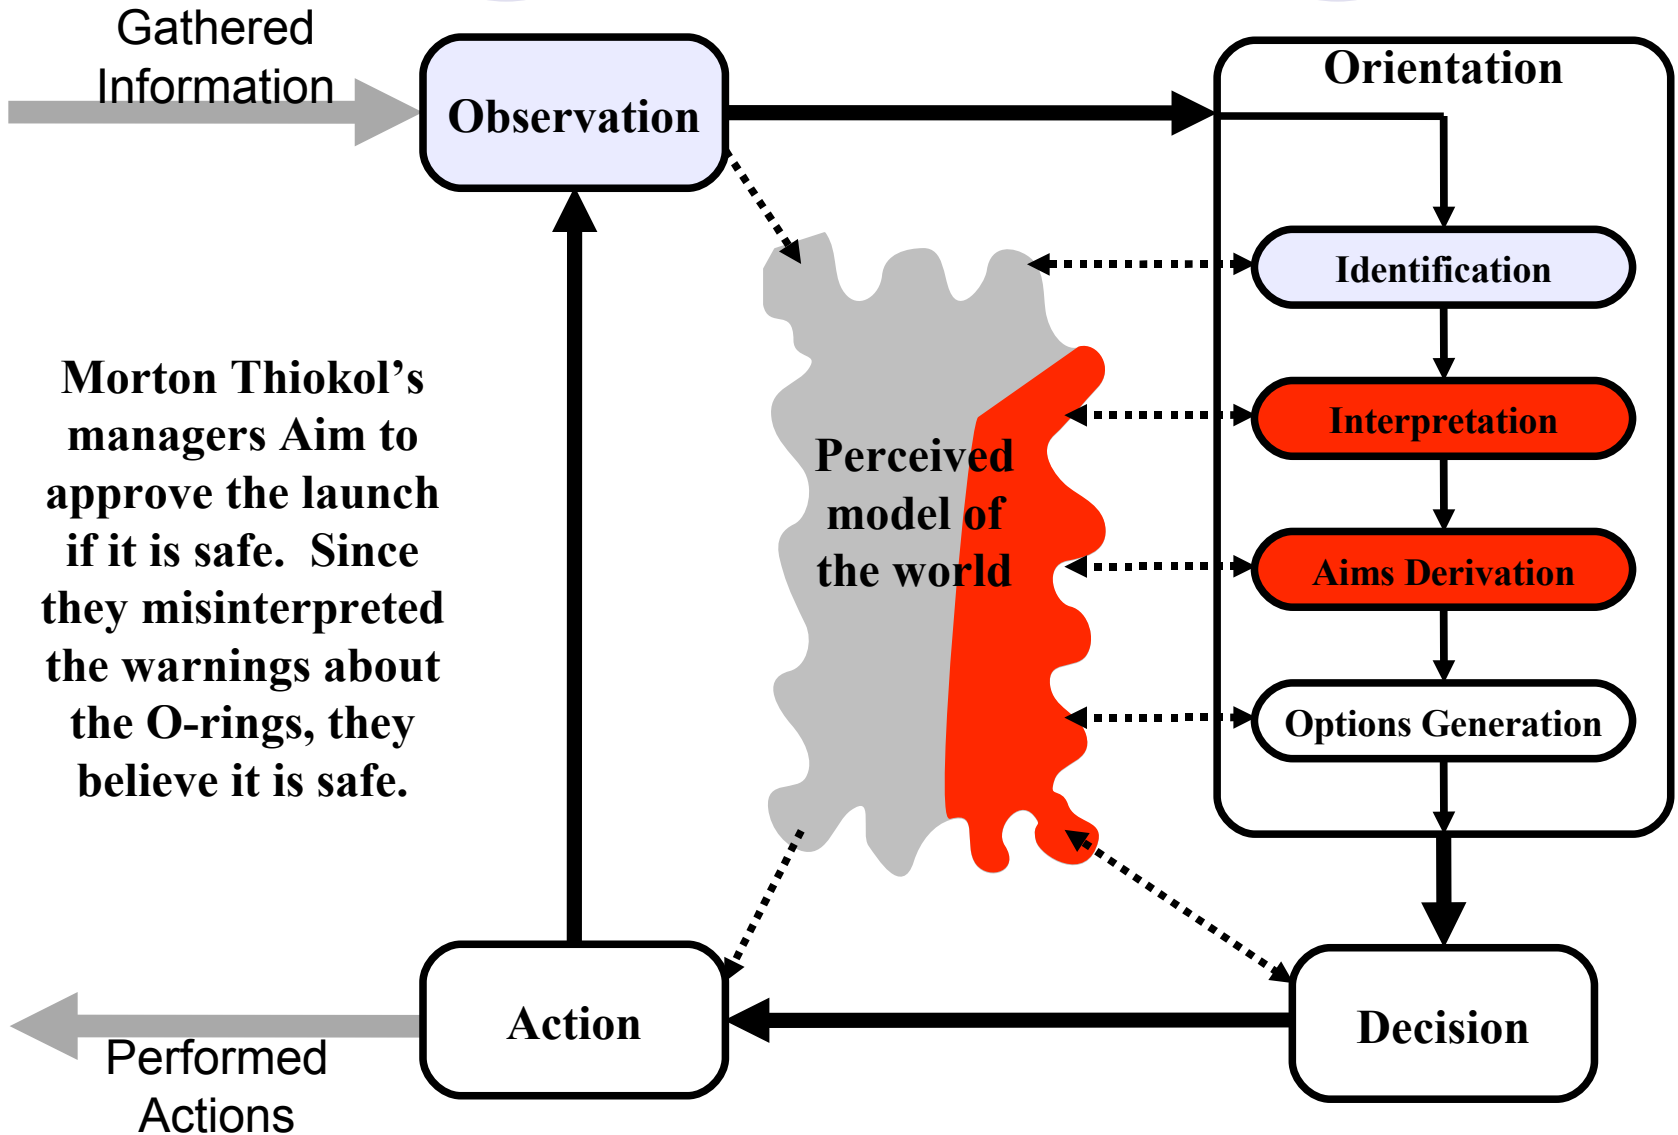 Gathered
Information
Observation
Orientation
Identification
Interpretation
Aims Derivation
Options Generation
Morton Thiokol’s
managers Aim to
approve the launch
if it is safe.  Since
they misinterpreted
the warnings about
the O-rings, they
believe it is safe.
Perceived
model of
the world
Action
Decision
Performed
Actions